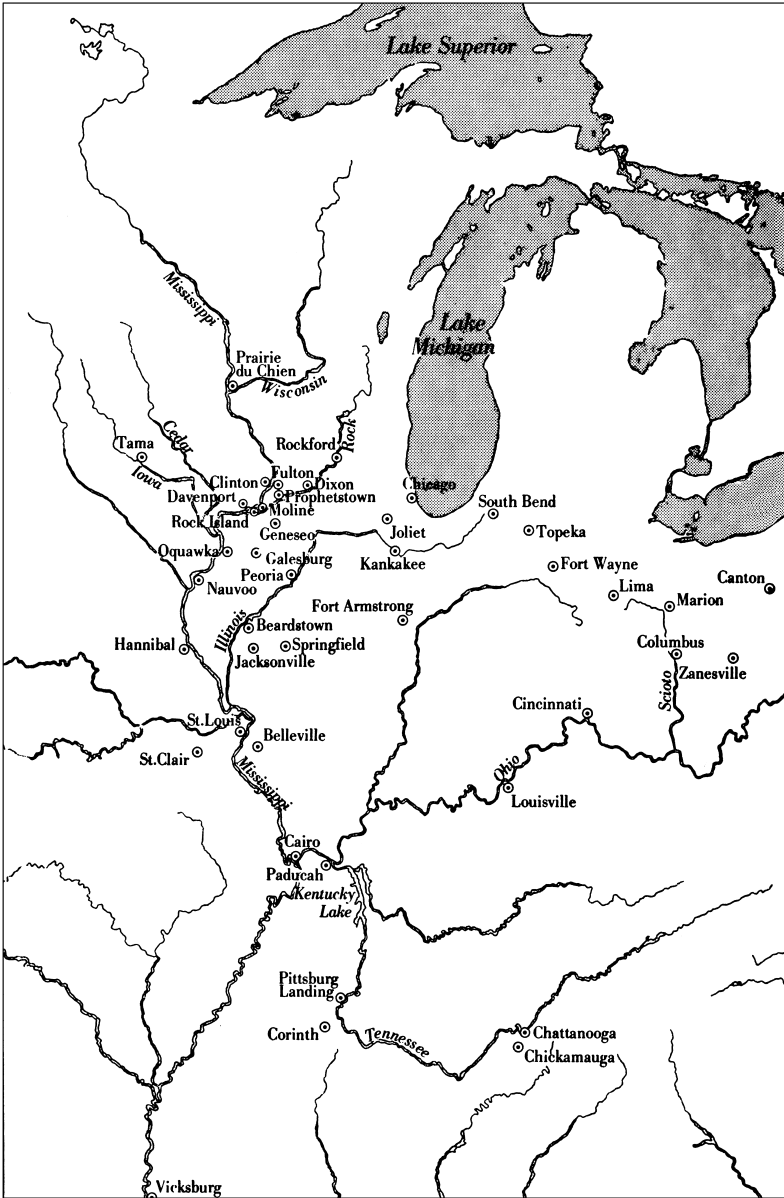 Lake Superior
Mississippi
Lake
Michigan
Prairie
du Chien
Wisconsin
Cedar
Rock
Tama
Rockford
Iowa
Clinton
Fulton
Dixon
Chicago
Davenport
Prophetstown
South Bend
Rock Island
Moline
Geneseo
Joliet
Topeka
Oquawka
Galesburg
Kankakee
Fort Wayne
Peoria
Nauvoo
Lima
Canton
Fort Armstrong
Marion
Illinois
Beardstown
Hannibal
Springfield
Columbus
Jacksonville
Zanesville
Scioto
Cincinnati
St.Louis
Belleville
St.Clair
Mississippi
Ohio
Louisville
Cairo
Paducah
Kentucky
Lake
Pittsburg
Landing
Corinth
Tennessee
Chattanooga
Chickamauga
Vicksburg